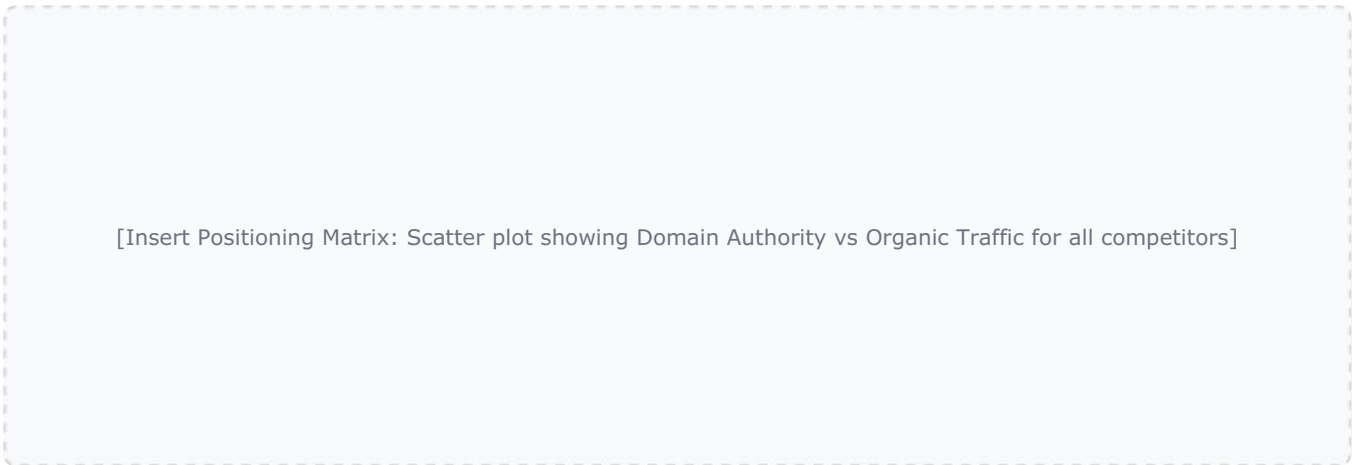 [Insert Positioning Matrix: Scatter plot showing Domain Authority vs Organic Traffic for all competitors]